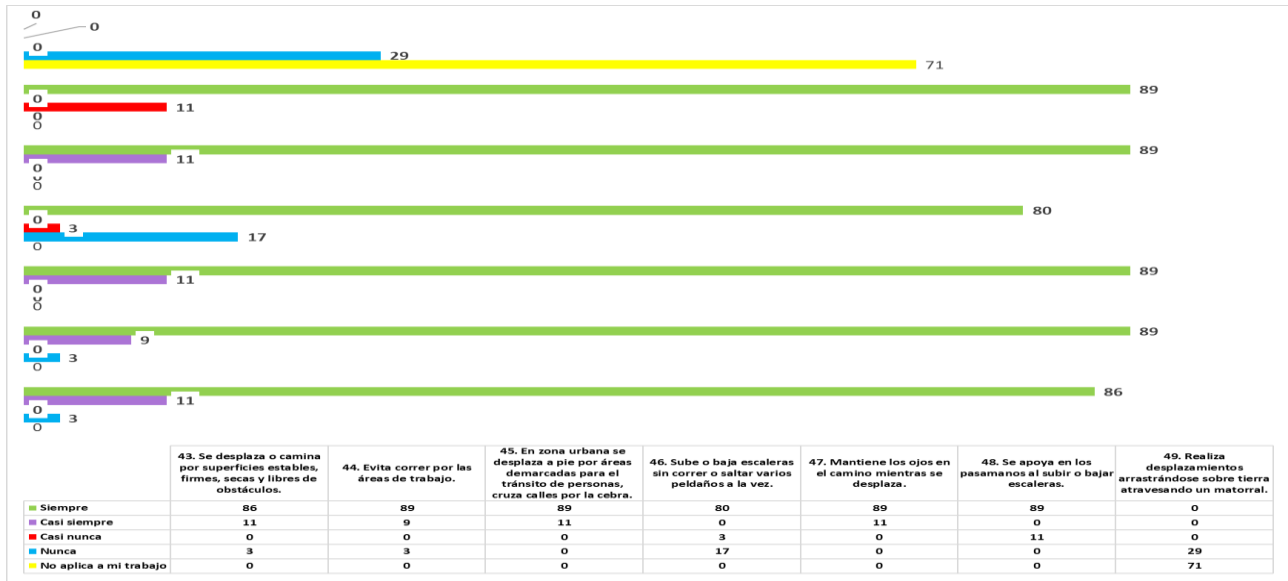 0
0
0
29
71
89
0
11
0
0
89
11
0
0
0
80
0
3
17
0
89
11
0
0
0
89
9
0
3
0
86
11
0
3
0
43. Se desplaza o camina por superficies estables, firmes, secas y libres de obstáculos.
44. Evita correr por las áreas de trabajo.
45. En zona urbana se desplaza a pie por áreas demarcadas para el tránsito de personas, cruza calles por la cebra.
46. Sube o baja escaleras sin correr o saltar varios peldaños a la vez.
47. Mantiene los ojos en el camino mientras se desplaza.
48. Se apoya en los pasamanos al subir o bajar escaleras.
49. Realiza desplazamientos arrastrándose sobre tierra atravesando un matorral.
Siempre 86 89 89 80 89 89 0
Casi siempre 11 9 11 0 11 0 0
Casi nunca 0 0 0 3 0 11 0
Nunca 3 3 0 17 0 0 29
No aplica a mi trabajo 0 0 0 0 0 0 71